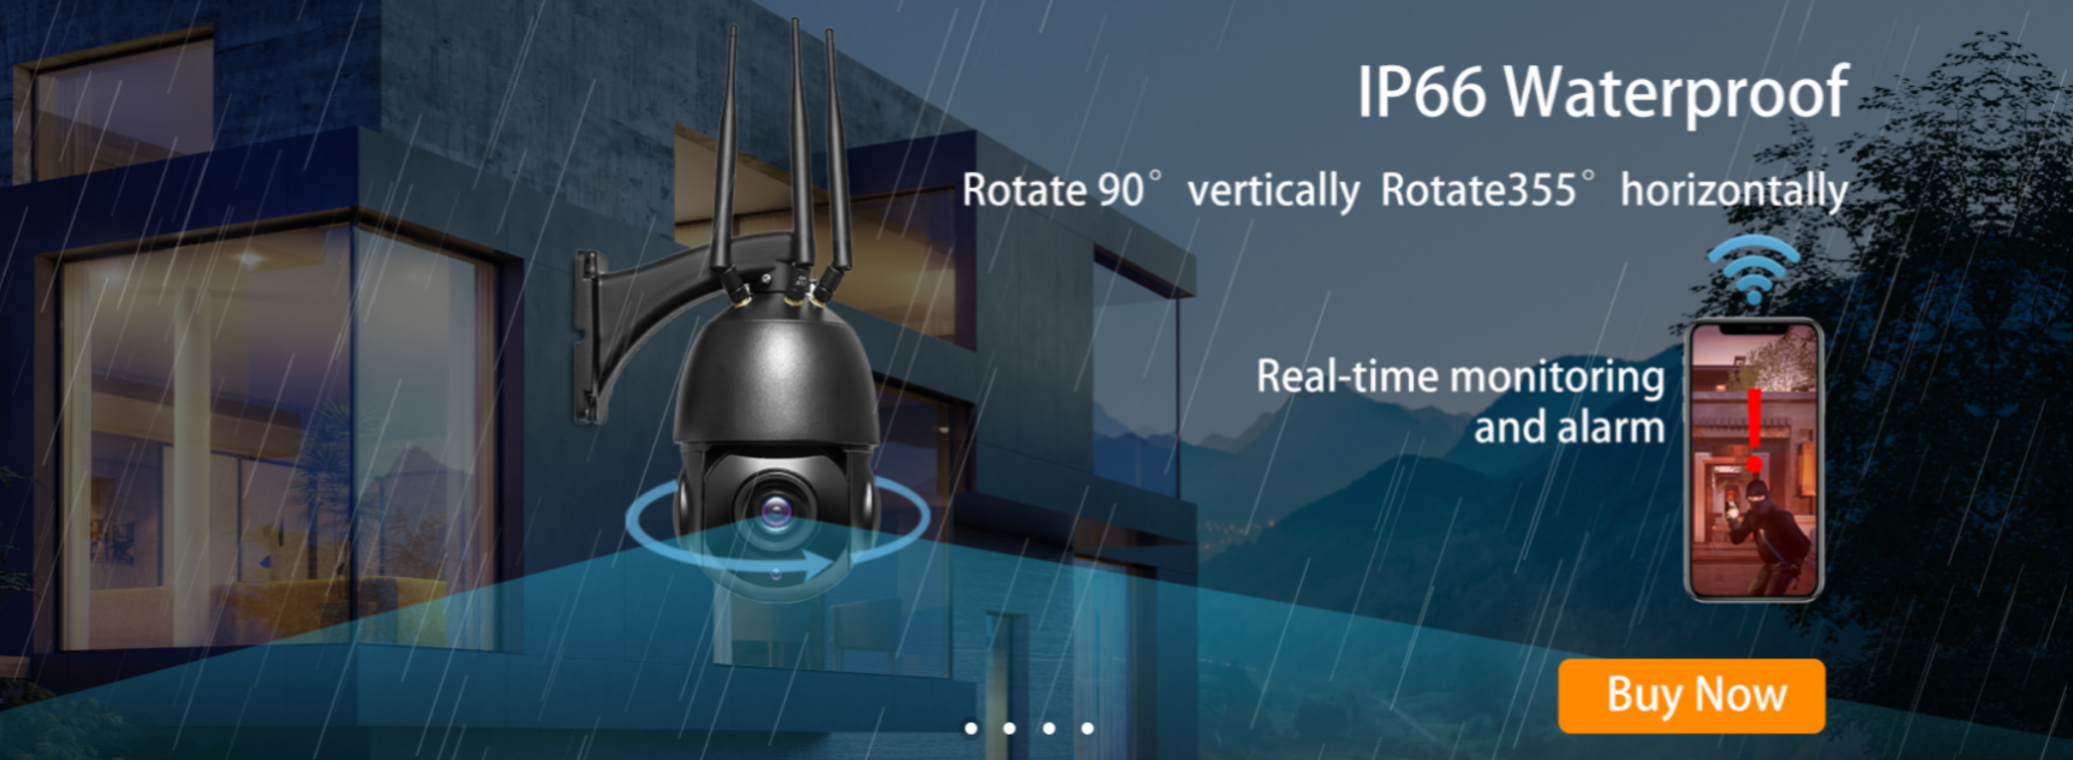 IP66 Waterproof
Rotate 90° vertically Rotate355° horizontally
Real-time monitoring
and alarm
Buy Now